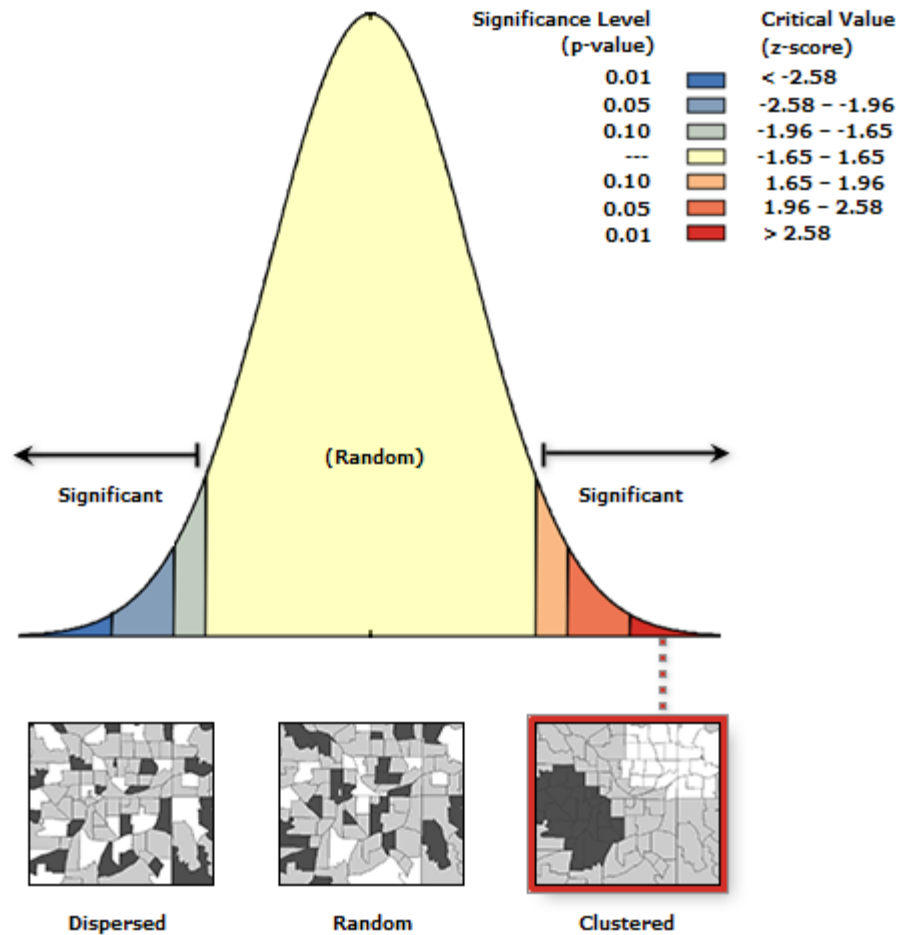 Significance Level Critical Value
(p-value) (z-score)
0.01 < -2.58
0.05 -2.58 – -1.96
0.10 -1.96 – -1.65
--- -1.65 – 1.65
0.10 1.65 – 1.96
0.05 1.96 – 2.58
0.01 > 2.58
(Random)
Significant Significant
Dispersed Random Clustered